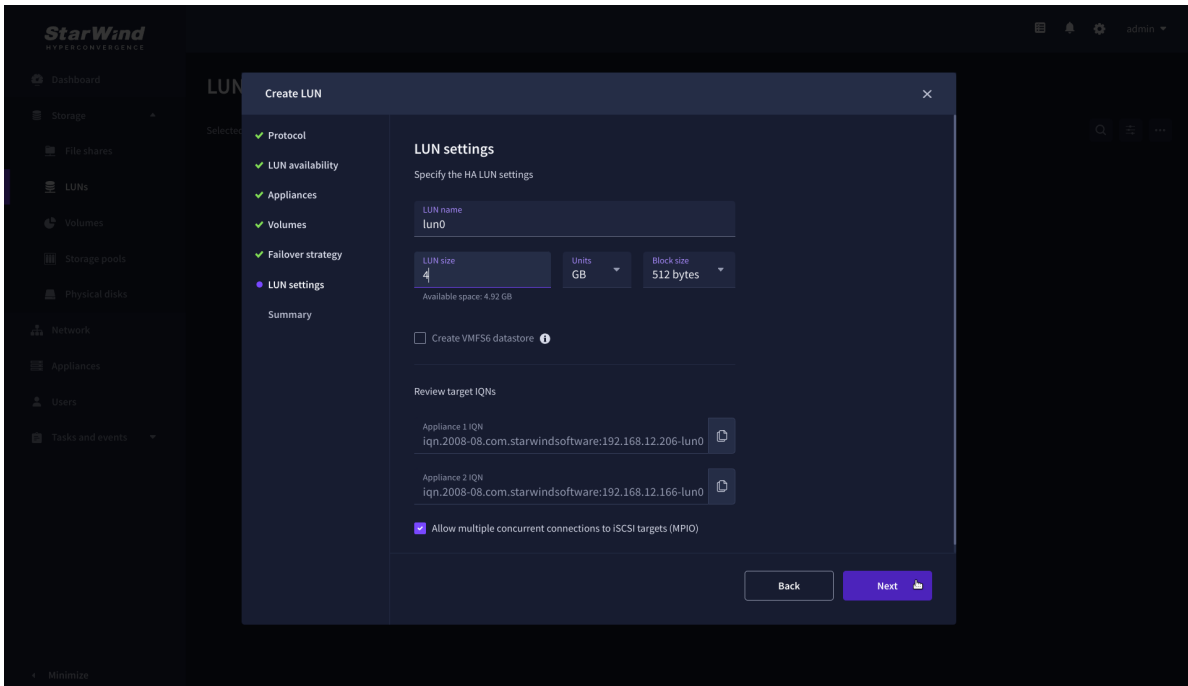 StarWind
HYPERCONVERGENCE
admin
Dashboard
Storage
File shares
LUNs
Volumes
Storage pools
Physical disks
Network
Appliances
Users
Tasks and events
Minimize
LUN
Selected
Create LUN
Protocol
LUN availability
Appliances
Volumes
Failover strategy
LUN settings
Summary
LUN settings
Specify the HA LUN settings
LUN name
lun0
LUN size
4
Units
GB
Block size
512 bytes
Available space: 4.92 GB
Create VMFS6 datastore
Review target IQNs
Appliance 1 IQN
iqn.2008-08.com.starwindsoftware:192.168.12.206-lun0
Appliance 2 IQN
iqn.2008-08.com.starwindsoftware:192.168.12.166-lun0
Allow multiple concurrent connections to iSCSI targets (MPIO)
Back
Next